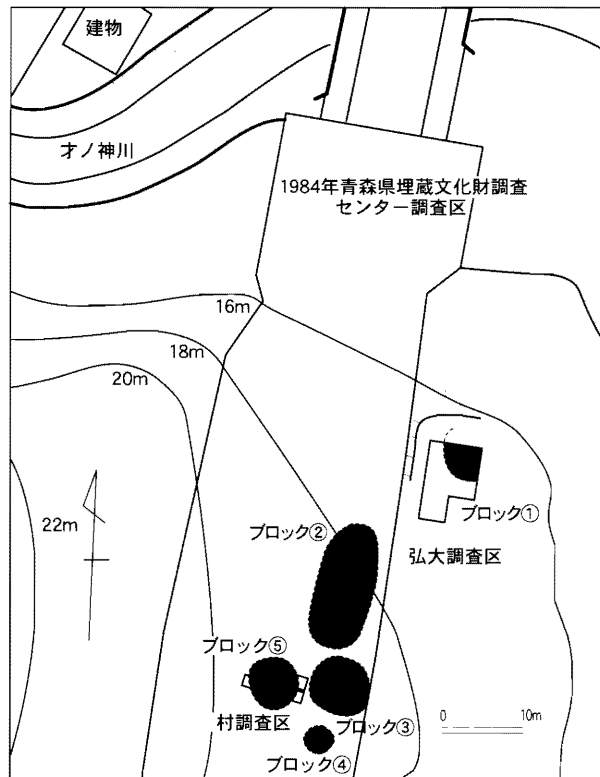 建物
才ノ神川
1984年青森県埋蔵文化財調査
センター調査区
16m
18m
20m
22m
ブロック①
ブロック②
弘大調査区
ブロック⑤
村調査区
ブロック③
ブロック④
0 10m